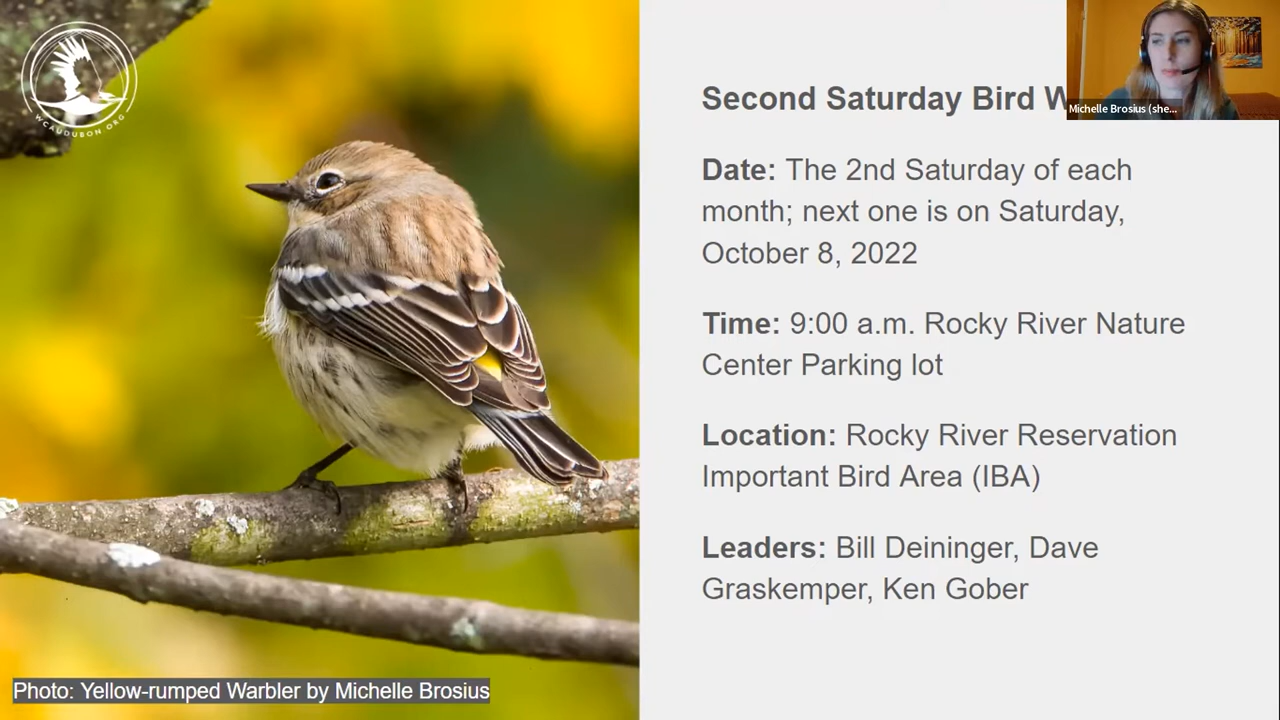 WCAUDUBON.ORG
Second Saturday Bird W
Michelle Brosius (she...
Date: The 2nd Saturday of each
month; next one is on Saturday,
October 8, 2022
Time: 9:00 a.m. Rocky River Nature
Center Parking lot
Location: Rocky River Reservation
Important Bird Area (IBA)
Leaders: Bill Deininger, Dave
Graskemper, Ken Gober
Photo: Yellow-rumped Warbler by Michelle Brosius